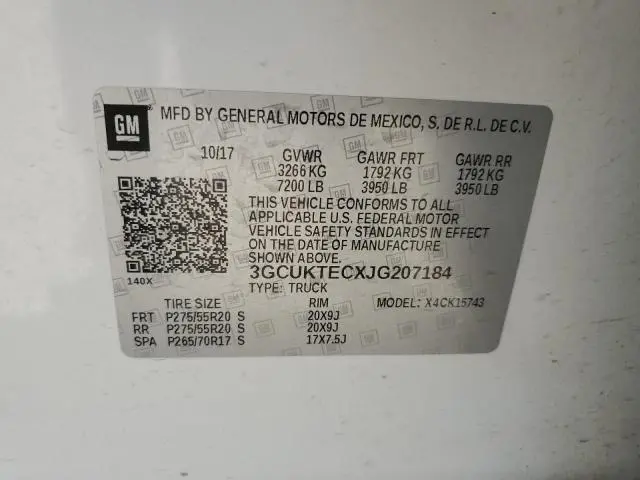 GM
MFD BY GENERAL MOTORS DE MEXICO, S. DE R.L. DE C.V.
10/17 GVWR GAWR FRT GAWR RR
3266 KG 1792 KG 1792 KG
7200 LB 3950 LB 3950 LB
THIS VEHICLE CONFORMS TO ALL
APPLICABLE U.S. FEDERAL MOTOR
VEHICLE SAFETY STANDARDS IN EFFECT
ON THE DATE OF MANUFACTURE
SHOWN ABOVE.
140X
3GCUKTECXJG207184
TYPE: TRUCK
TIRE SIZE RIM MODEL: X4CK15743
FRT P275/55R20 S 20X9J
RR P275/55R20 S 20X9J
SPA P265/70R17 S 17X7.5J